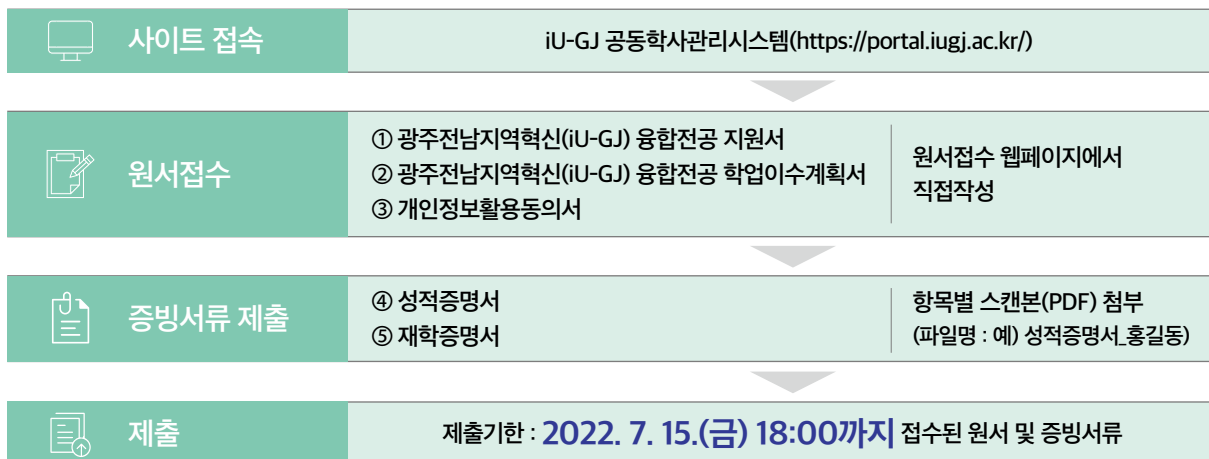 사이트 접속
iU-GJ 공동학사관리시스템(https://portal.iugj.ac.kr/)
원서접수
① 광주전남지역혁신(iU-GJ) 융합전공 지원서
② 광주전남지역혁신(iU-GJ) 융합전공 학업이수계획서
③ 개인정보활용동의서
원서접수 웹페이지에서
직접작성
증빙서류 제출
④ 성적증명서
⑤ 재학증명서
항목별 스캔본(PDF) 첨부
(파일명 : 예) 성적증명서_홍길동)
제출
제출기한 : 2022. 7. 15.(금) 18:00까지 접수된 원서 및 증빙서류